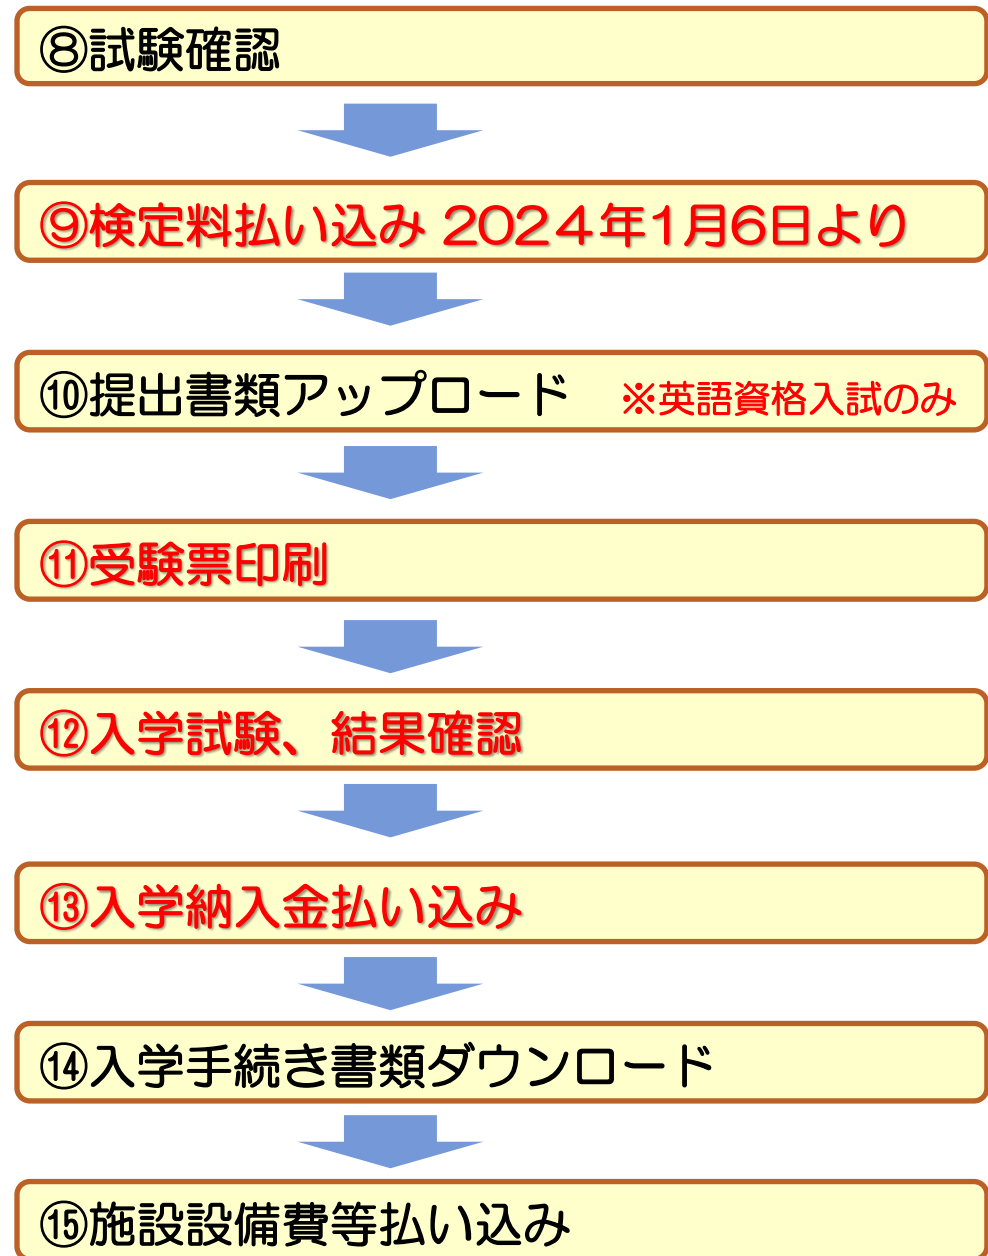 ⑧試験確認
⑨検定料払い込み 2024年1月6日より
⑩提出書類アップロード ※英語資格入試のみ
⑪受験票印刷
⑫入学試験、結果確認
⑬入学納入金払い込み
⑭入学手続き書類ダウンロード
⑮施設設備費等払い込み